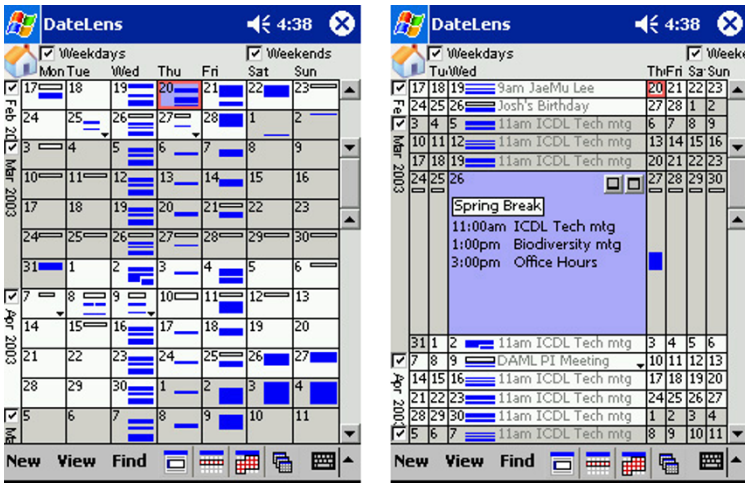 DateLens 4:38
Weekdays Weekends
Mon Tue Wed Thu Fri Sat Sun
Feb 20
17 18 19 20 21 22 23
24 25 26 27 28 1 2
Mar 2003
3 4 5 6 7 8 9
10 11 12 13 14 15 16
17 18 19 20 21 22 23
24 25 26 27 28 29 30
31 1 2 3 4 5 6
Apr 2003
7 8 9 10 11 12 13
14 15 16 17 18 19 20
21 22 23 24 25 26 27
28 29 30 1 2 3 4
Ma
5 6 7 8 9 10 11
New View Find
DateLens 4:38
Weekdays Weeke
Tu Wed Th Fri Sa Sun
Fe
17 18 19 9am JaeMu Lee 20 21 22 23
24 25 26 Josh's Birthday 27 28 1 2
Mar 2003
3 4 5 11am ICDL Tech mtg 6 7 8 9
10 11 12 11am ICDL Tech mtg 13 14 15 16
17 18 19 11am ICDL Tech mtg 20 21 22 23
24 25 26 27 28 29 30
Spring Break
11:00am ICDL Tech mtg
1:00pm Biodiversity mtg
3:00pm Office Hours
31 1 2 11am ICDL Tech mtg 3 4 5 6
Apr 2003
7 8 9 DAML PI Meeting 10 11 12 13
14 15 16 11am ICDL Tech mtg 17 18 19 20
21 22 23 11am ICDL Tech mtg 24 25 26 27
28 29 30 11am ICDL Tech mtg 1 2 3 4
5 6 7 11am ICDL Tech mtg 8 9 10 11
New View Find